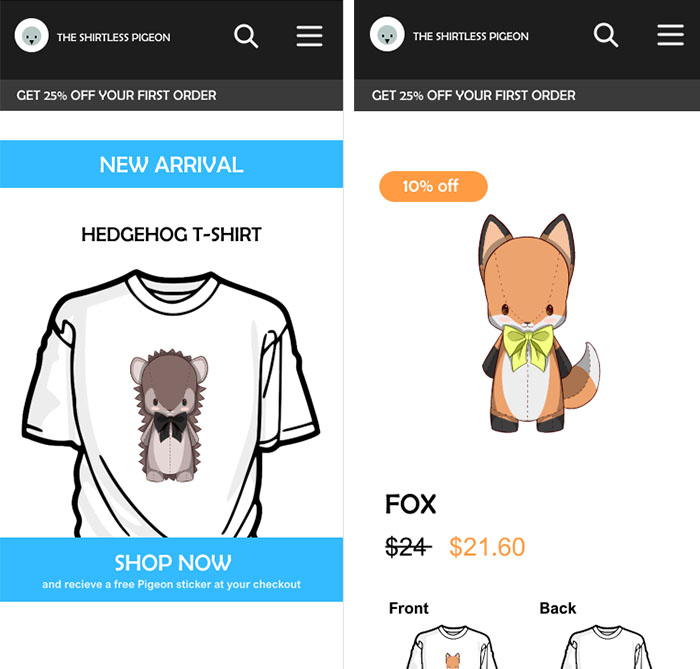 THE SHIRTLESS PIGEON
GET 25% OFF YOUR FIRST ORDER
NEW ARRIVAL
HEDGEHOG T-SHIRT
SHOP NOW
and recieve a free Pigeon sticker at your checkout
THE SHIRTLESS PIGEON
GET 25% OFF YOUR FIRST ORDER
10% off
FOX
$24 $21.60
Front Back